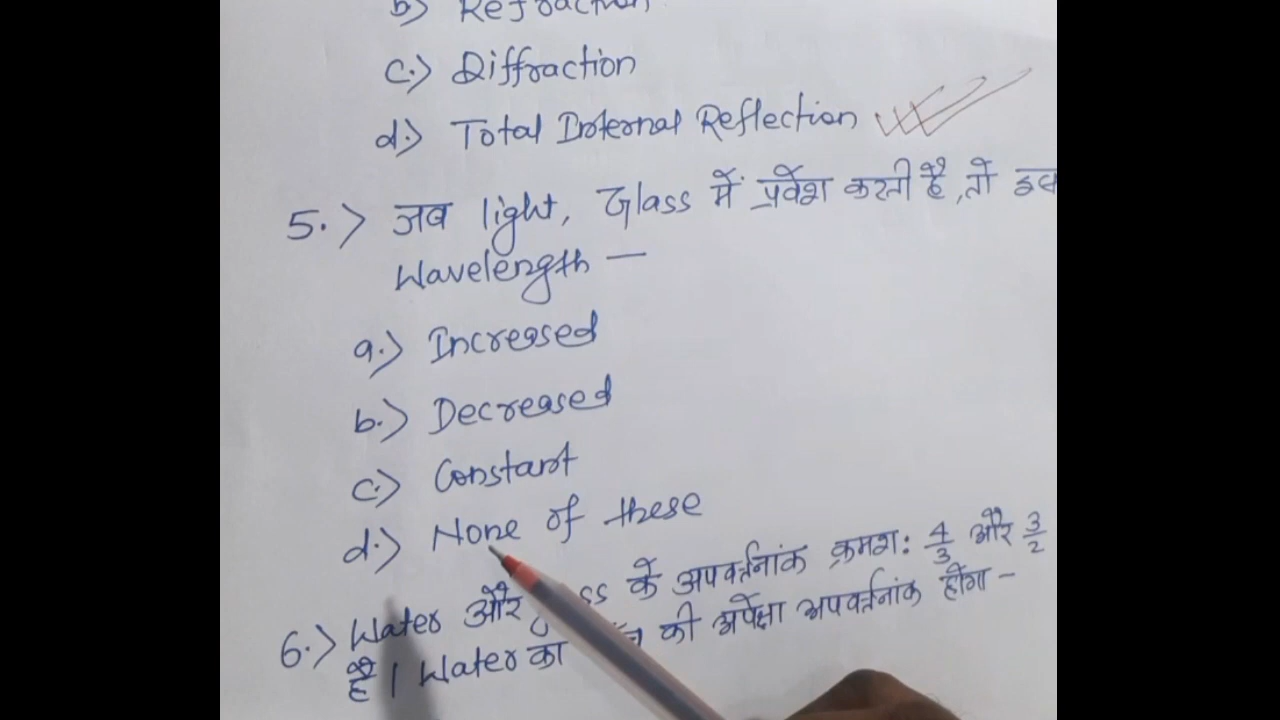 b.) Refraction
c.) Diffraction
d.) Total Internal Reflection
5.) जब light, Glass में प्रवेश करती है, तो
Wavelength —
a.) Increased
b.) Decreased
c.) Constant
d.) None of these
6.) Water और के अपवर्त्तनांक क्रमश: 4/3 और 3/2
है। Water का की अपेक्षा अपवर्त्तनांक होगा -